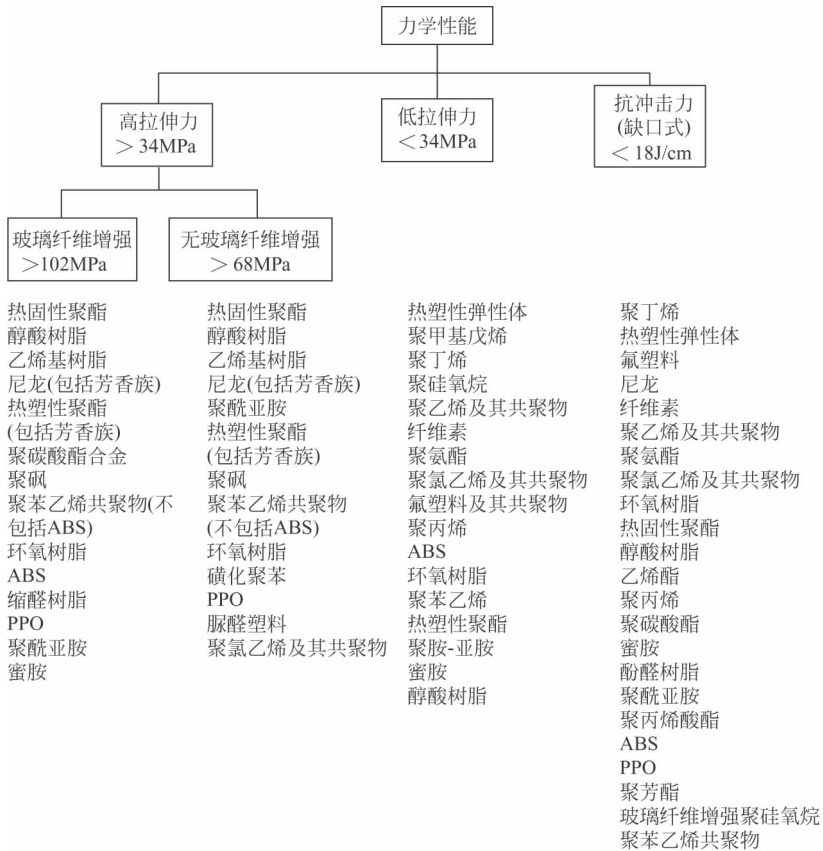 力学性能
高拉伸力
＞34MPa
低拉伸力
＜34MPa
抗冲击力
(缺口式)
＜18J/cm
玻璃纤维增强
>102MPa
无玻璃纤维增强
＞68MPa
热固性聚酯
醇酸树脂
乙烯基树脂
尼龙(包括芳香族)
热塑性聚酯
(包括芳香族)
聚碳酸酯合金
聚砜
聚苯乙烯共聚物(不
包括ABS)
环氧树脂
ABS
缩醛树脂
PPO
聚酰亚胺
蜜胺
热固性聚酯
醇酸树脂
乙烯基树脂
尼龙(包括芳香族)
聚酰亚胺
热塑性聚酯
(包括芳香族)
聚砜
聚苯乙烯共聚物
(不包括ABS)
环氧树脂
磺化聚苯
PPO
脲醛塑料
聚氯乙烯及其共聚物
热塑性弹性体
聚甲基戊烯
聚丁烯
聚硅氧烷
聚乙烯及其共聚物
纤维素
聚氨酯
聚氯乙烯及其共聚物
氟塑料及其共聚物
聚丙烯
ABS
环氧树脂
聚苯乙烯
热塑性聚酯
聚胺-亚胺
蜜胺
醇酸树脂
聚丁烯
热塑性弹性体
氟塑料
尼龙
纤维素
聚乙烯及其共聚物
聚氨酯
聚氯乙烯及其共聚物
环氧树脂
热固性聚酯
醇酸树脂
乙烯酯
聚丙烯
聚碳酸酯
蜜胺
酚醛树脂
聚酰亚胺
聚丙烯酸酯
ABS
PPO
聚芳酯
玻璃纤维增强聚硅氧烷
聚苯乙烯共聚物